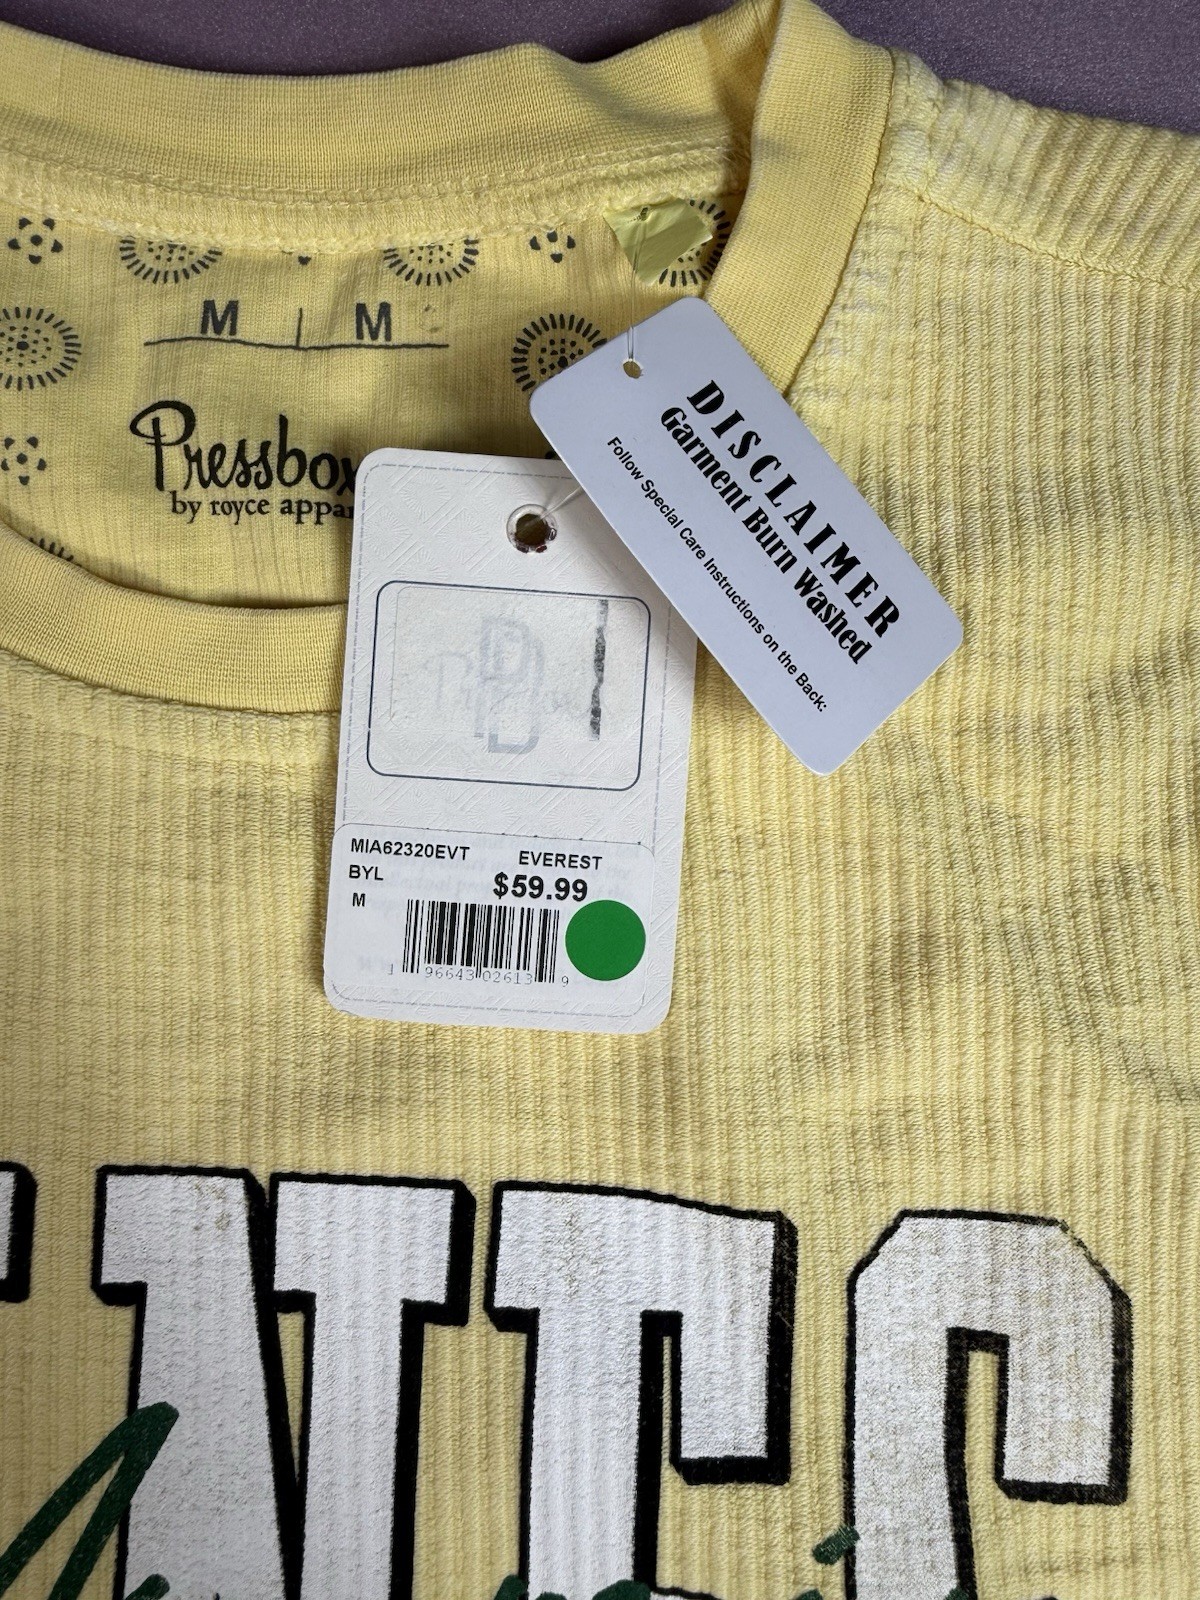 M | M
Pressbox
by royce appar
DISCLAIMER
Garment Burn Washed
Follow Special Care Instructions on the Back:
MIA62320EVT EVEREST
BYL $59.99
M
1 96643 02613 9
NES